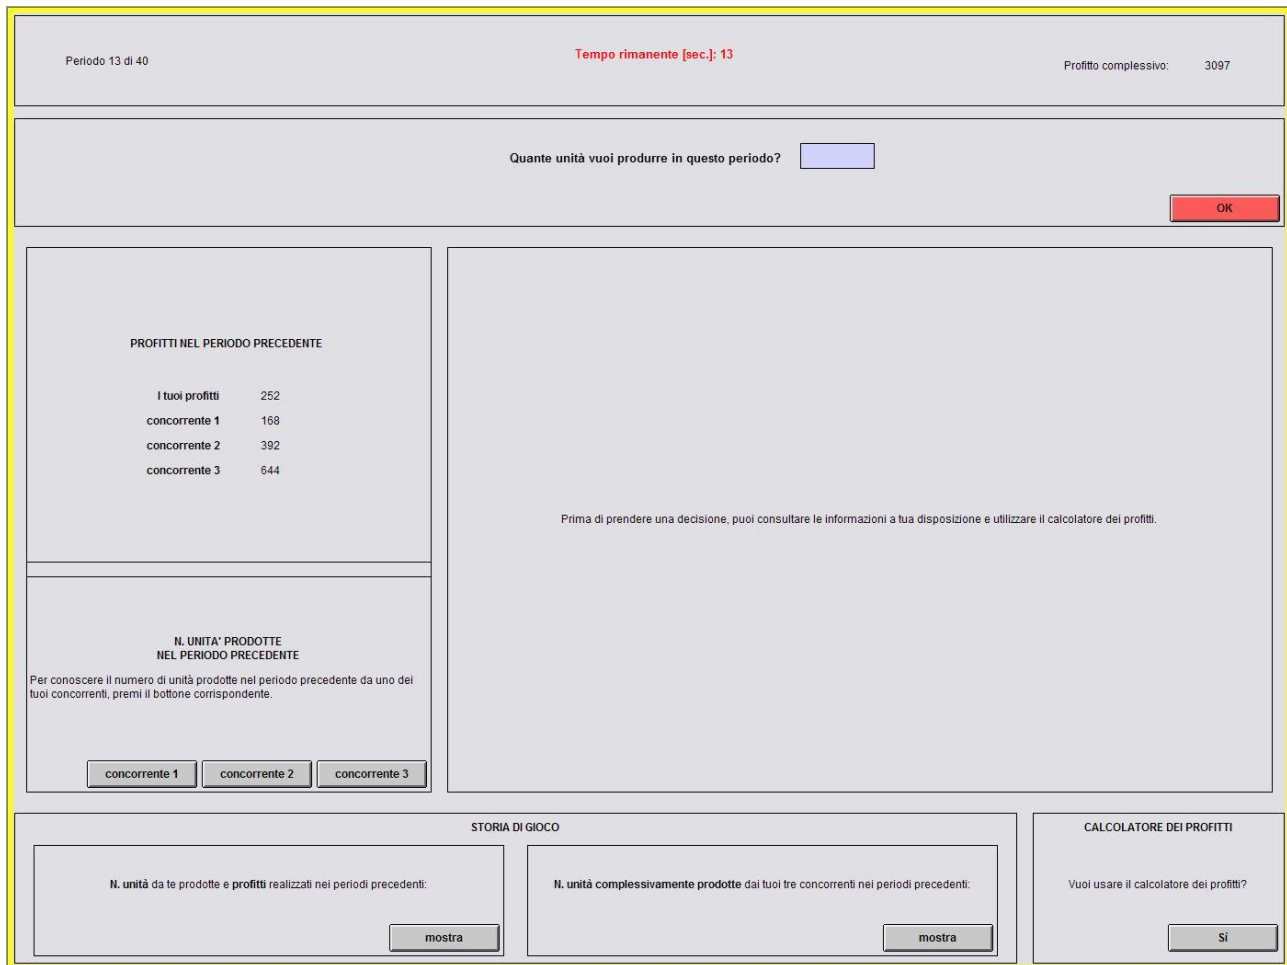 Periodo 13 di 40
Tempo rimanente [sec.]: 13
Profitto complessivo: 3097
Quante unità vuoi produrre in questo periodo?
OK
PROFITTI NEL PERIODO PRECEDENTE
I tuoi profitti 252
concorrente 1 168
concorrente 2 392
concorrente 3 644
Prima di prendere una decisione, puoi consultare le informazioni a tua disposizione e utilizzare il calcolatore dei profitti.
N. UNITA' PRODOTTE
NEL PERIODO PRECEDENTE
Per conoscere il numero di unità prodotte nel periodo precedente da uno dei
tuoi concorrenti, premi il bottone corrispondente.
concorrente 1 concorrente 2 concorrente 3
STORIA DI GIOCO
N. unità da te prodotte e profitti realizzati nei periodi precedenti:
mostra
N. unità complessivamente prodotte dai tuoi tre concorrenti nei periodi precedenti:
mostra
CALCOLATORE DEI PROFITTI
Vuoi usare il calcolatore dei profitti?
Sí